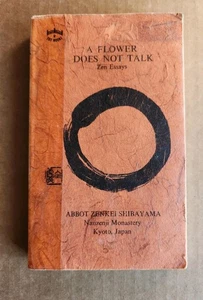 A FLOWER
DOES NOT TALK
Zen Essays
ABBOT ZENKEI SHIBAYAMA
Nanzenji Monastery
Kyoto, Japan